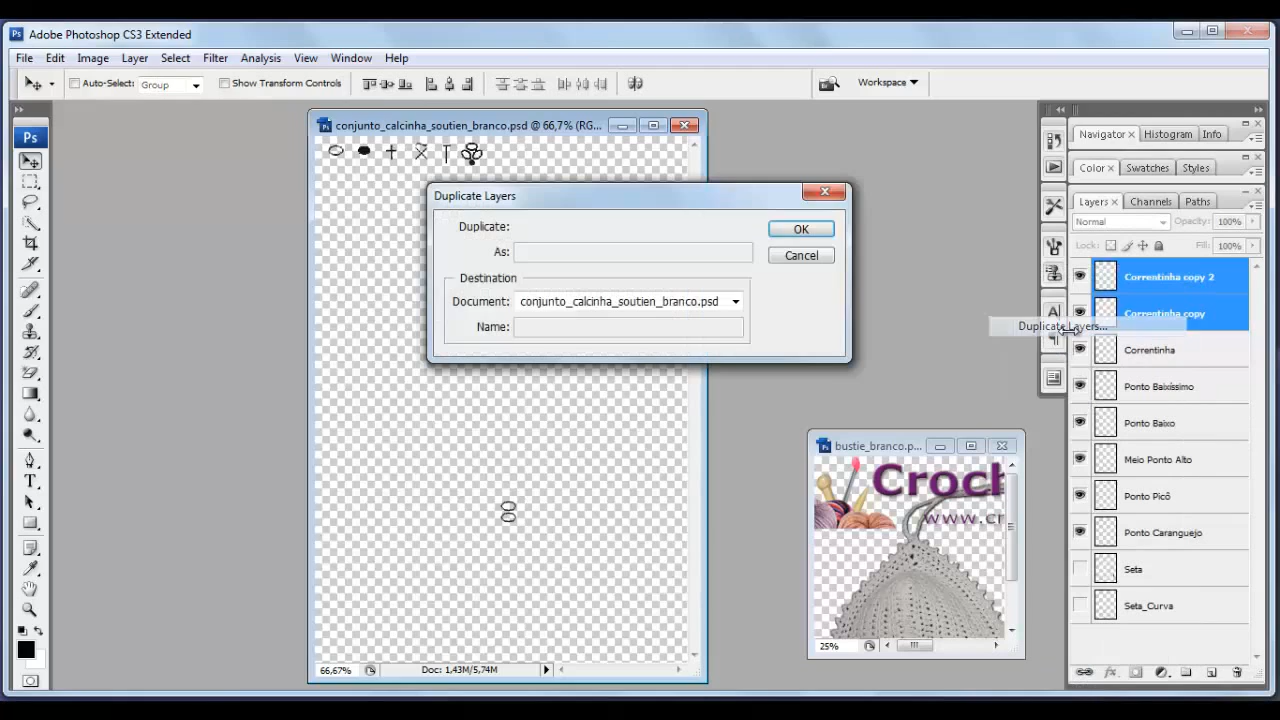 Adobe Photoshop CS3 Extended
File Edit Image Layer Select Filter Analysis View Window Help
Auto-Select: Group Show Transform Controls Workspace
Ps
conjunto_calcinha_soutien_branco.psd @ 66,7% (RG...
Navigator Histogram Info
Color Swatches Styles
Layers Channels Paths
Normal Opacity: 100%
Lock: Fill: 100%
Duplicate Layers
Duplicate:
OK
As:
Cancel
Destination
Document: conjunto_calcinha_soutien_branco.psd
Name:
Correntinha copy 2
Correntinha copy
Duplicate Layers...
Correntinha
Ponto Baixíssimo
Ponto Baixo
Meio Ponto Alto
Ponto Picô
Ponto Caranguejo
Seta
Seta_Curva
bustie_branco.p...
Croch
www.cr
25%
66,67% Doc: 1,43M/5,74M